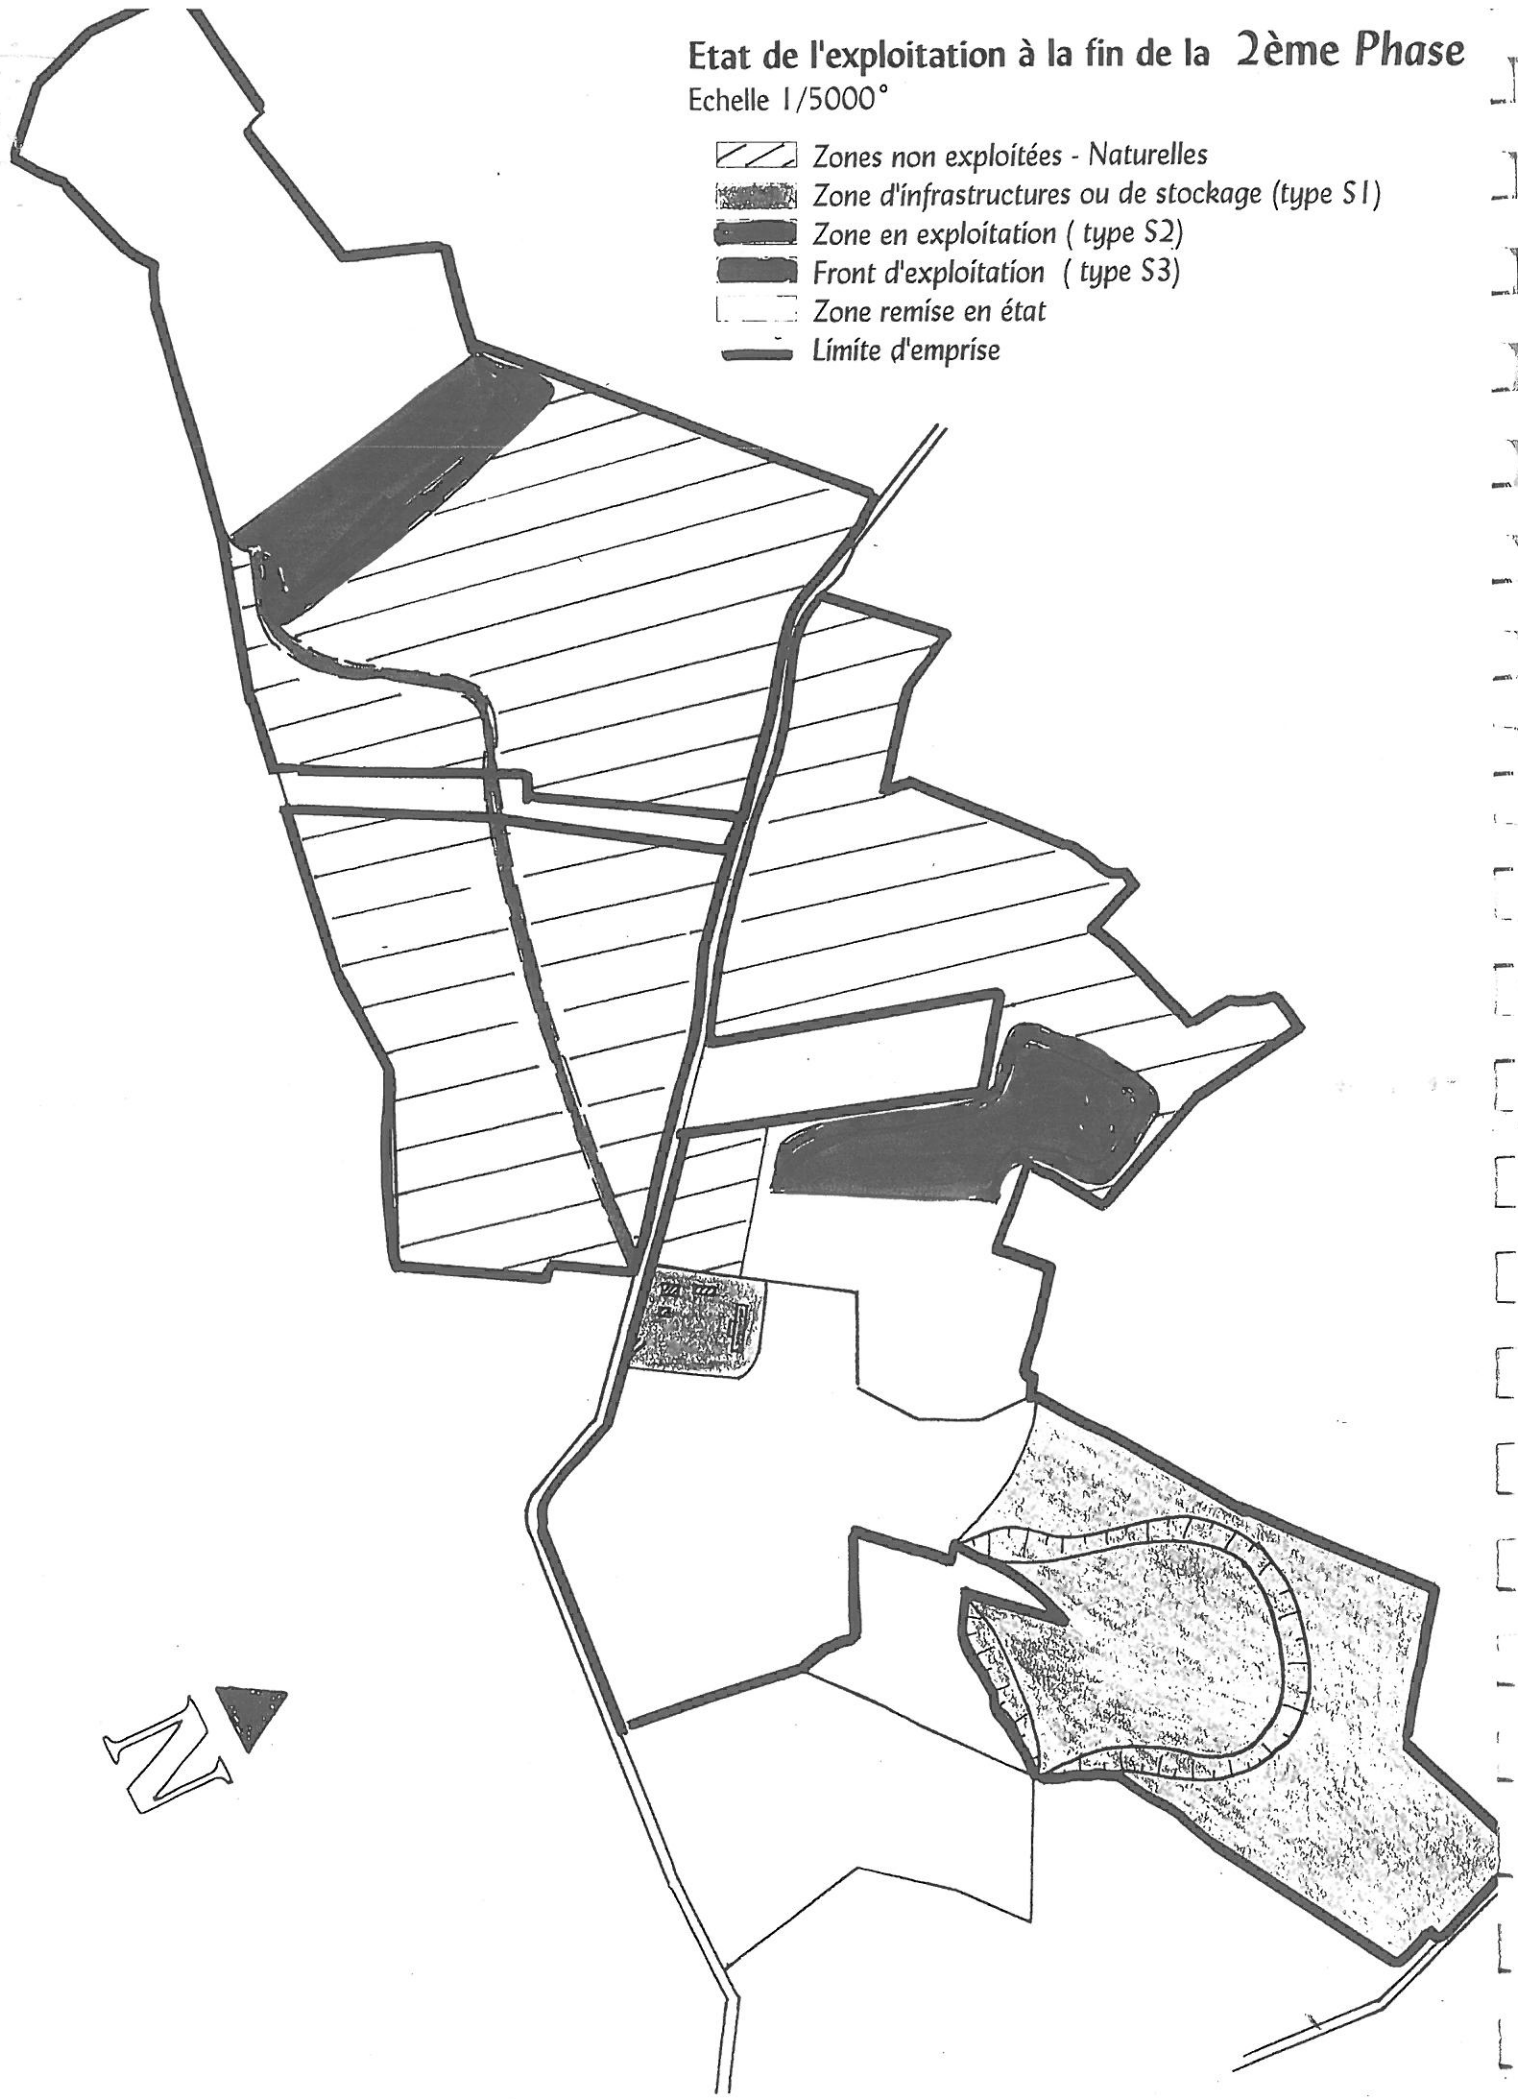 Etat de l'exploitation à la fin de la 2ème Phase
Echelle 1/5000°
Zones non exploitées - Naturelles
Zone d'infrastructures ou de stockage (type S1)
Zone en exploitation ( type S2)
Front d'exploitation ( type S3)
Zone remise en état
Limite d'emprise
N